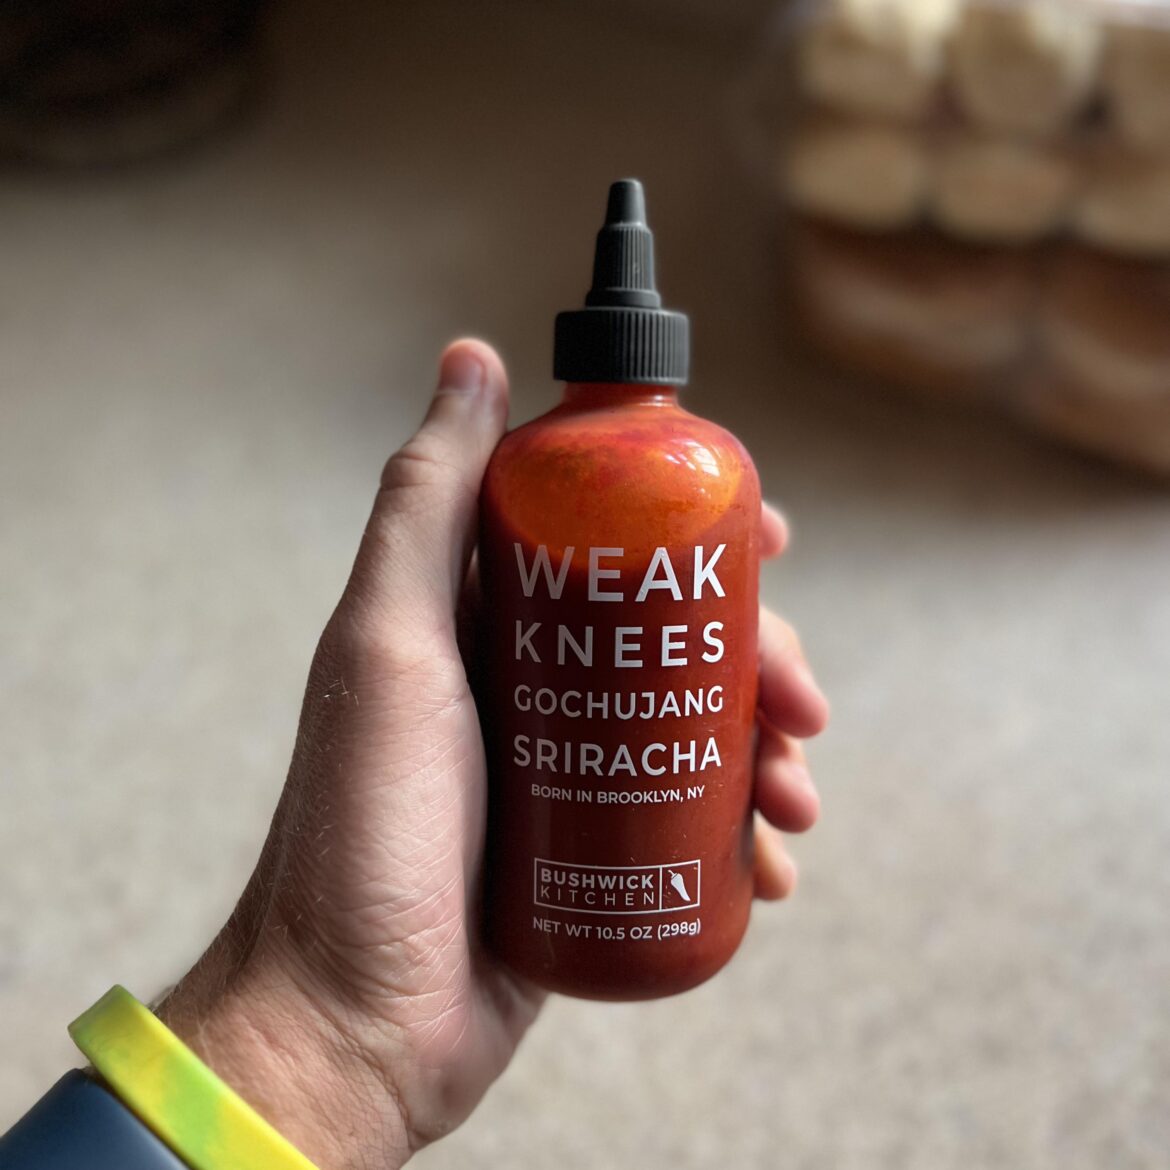 WEAK
KNEES
GOCHUJANG
SRIRACHA
BORN IN BROOKLYN, NY
BUSHWICK
KITCHEN
NET WT 10.5 OZ (298g)